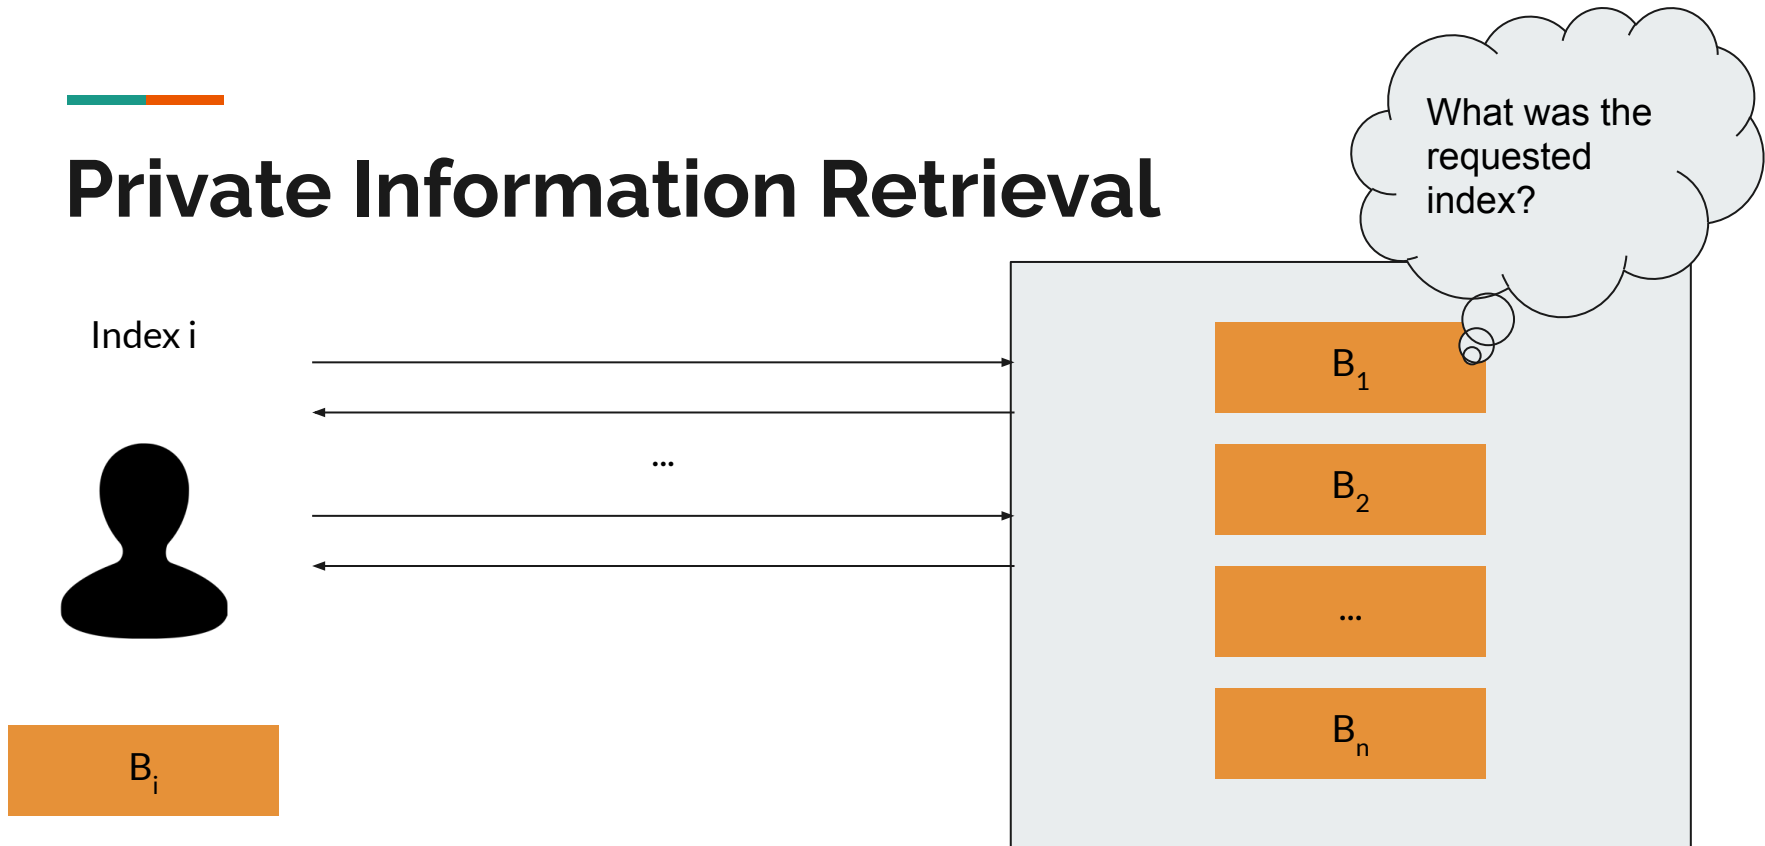 What was the
requested
index?
Private Information Retrieval
Index i
B1
...
B2
...
Bn
Bi